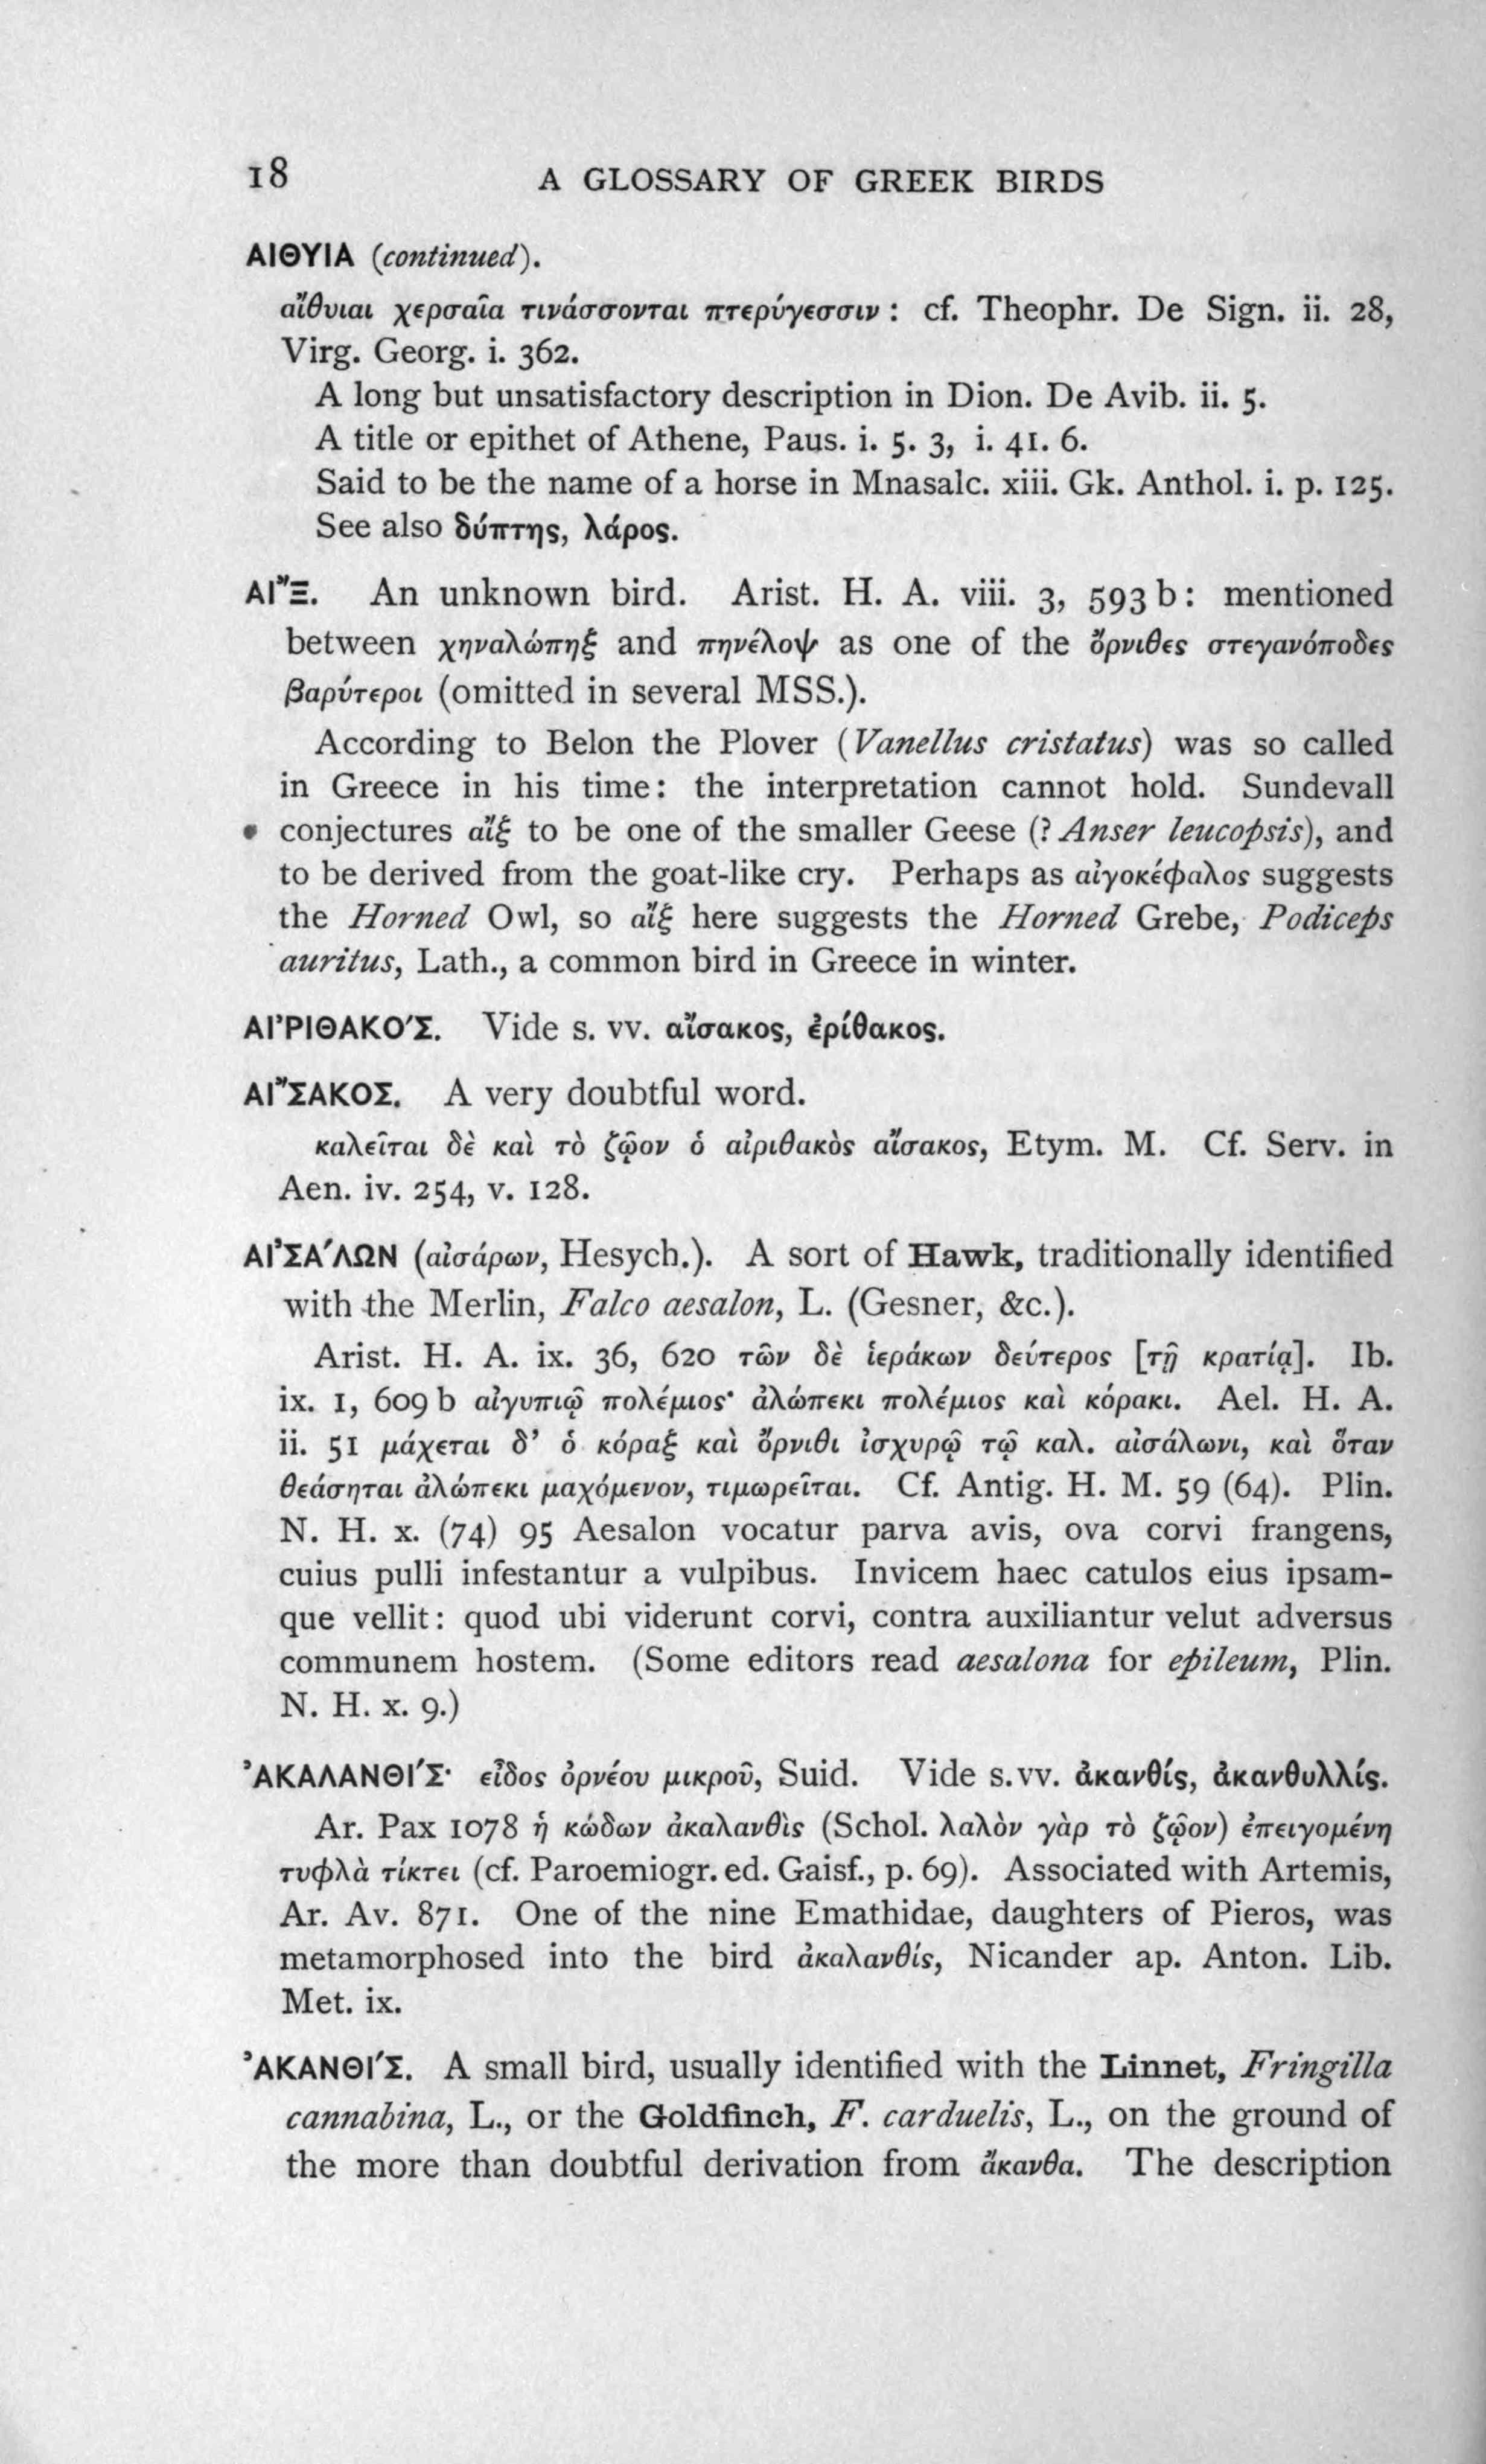 18 A GLOSSARY OF GREEK BIRDS
ΑΙΘΥΙΑ (continued).
αἴθυιαι χερσαῖα τινάσσονται πτερύγεσσιν : cf. Theophr. De Sign. ii. 28,
Virg. Georg. i. 362.
A long but unsatisfactory description in Dion. De Avib. ii. 5.
A title or epithet of Athene, Paus. i. 5. 3, i. 41. 6.
Said to be the name of a horse in Mnasalc. xiii. Gk. Anthol. i. p. 125.
See also δύπτης, λάρος.
ΑΙ῎Ξ. An unknown bird. Arist. H. A. viii. 3, 593 b: mentioned
between χηναλώπηξ and πηνέλοψ as one of the ὄρνιθες στεγανόποδες
βαρύτεροι (omitted in several MSS.).
According to Belon the Plover (Vanellus cristatus) was so called
in Greece in his time: the interpretation cannot hold. Sundevall
conjectures αἴξ to be one of the smaller Geese (? Anser leucopsis), and
to be derived from the goat-like cry. Perhaps as αἰγοκέφαλος suggests
the Horned Owl, so αἴξ here suggests the Horned Grebe, Podiceps
auritus, Lath., a common bird in Greece in winter.
ΑΙ᾿ΡΙΘΑΚΟ´Σ. Vide s. vv. αἴσακος, ἐρίθακος.
ΑΙ῎ΣΑΚΟΣ. A very doubtful word.
καλεῖται δὲ καὶ τὸ ζῷον ὁ αἰριθακὸς αἴσακος, Etym. M. Cf. Serv. in
Aen. iv. 254, v. 128.
ΑΙ᾿ΣΑ´ΛΩΝ (αἰσάρων, Hesych.). A sort of Hawk, traditionally identified
with the Merlin, Falco aesalon, L. (Gesner, &c.).
Arist. H. A. ix. 36, 620 τῶν δὲ ἱεράκων δεύτερος [τῇ κρατίᾳ]. Ib.
ix. 1, 609 b αἰγυπιῷ πολέμιος· ἀλώπεκι πολέμιος καὶ κόρακι. Ael. H. A.
ii. 51 μάχεται δ’ ὁ κόραξ καὶ ὄρνιθι ἰσχυρῷ τῷ καλ. αἰσάλωνι, καὶ ὅταν
θεάσηται ἀλώπεκι μαχόμενον, τιμωρεῖται. Cf. Antig. H. M. 59 (64). Plin.
N. H. x. (74) 95 Aesalon vocatur parva avis, ova corvi frangens,
cuius pulli infestantur a vulpibus. Invicem haec catulos eius ipsam-
que vellit: quod ubi viderunt corvi, contra auxiliantur velut adversus
communem hostem. (Some editors read aesalona for epileum, Plin.
N. H. x. 9.)
᾿ΑΚΑΛΑΝΘΙ´Σ· εἶδος ὀρνέου μικροῦ, Suid. Vide s.vv. ἀκανθίς, ἀκανθυλλίς.
Ar. Pax 1078 ἡ κώδων ἀκαλανθὶς (Schol. λαλὸν γὰρ τὸ ζῷον) ἐπειγομένη
τυφλὰ τίκτει (cf. Paroemiogr. ed. Gaisf., p. 69). Associated with Artemis,
Ar. Av. 871. One of the nine Emathidae, daughters of Pieros, was
metamorphosed into the bird ἀκαλανθίς, Nicander ap. Anton. Lib.
Met. ix.
᾿ΑΚΑΝΘΙ´Σ. A small bird, usually identified with the Linnet, Fringilla
cannabina, L., or the Goldfinch, F. carduelis, L., on the ground of
the more than doubtful derivation from ἄκανθα. The description